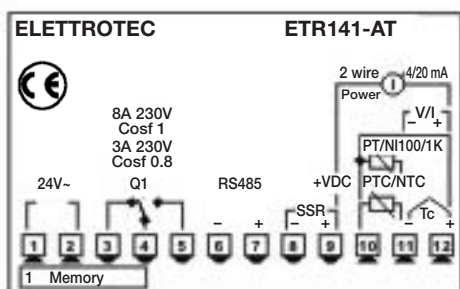 ELETTROTEC ETR141-AT
CE
2 wire 4/20 mA
Power I
V/I
– +
8A 230V
Cosf 1
3A 230V
Cosf 0.8
PT/NI100/1K
24V~ Q1 RS485 +VDC PTC/NTC
– + SSR – + – Tc +
1 2 3 4 5 6 7 8 9 10 11 12
1 Memory